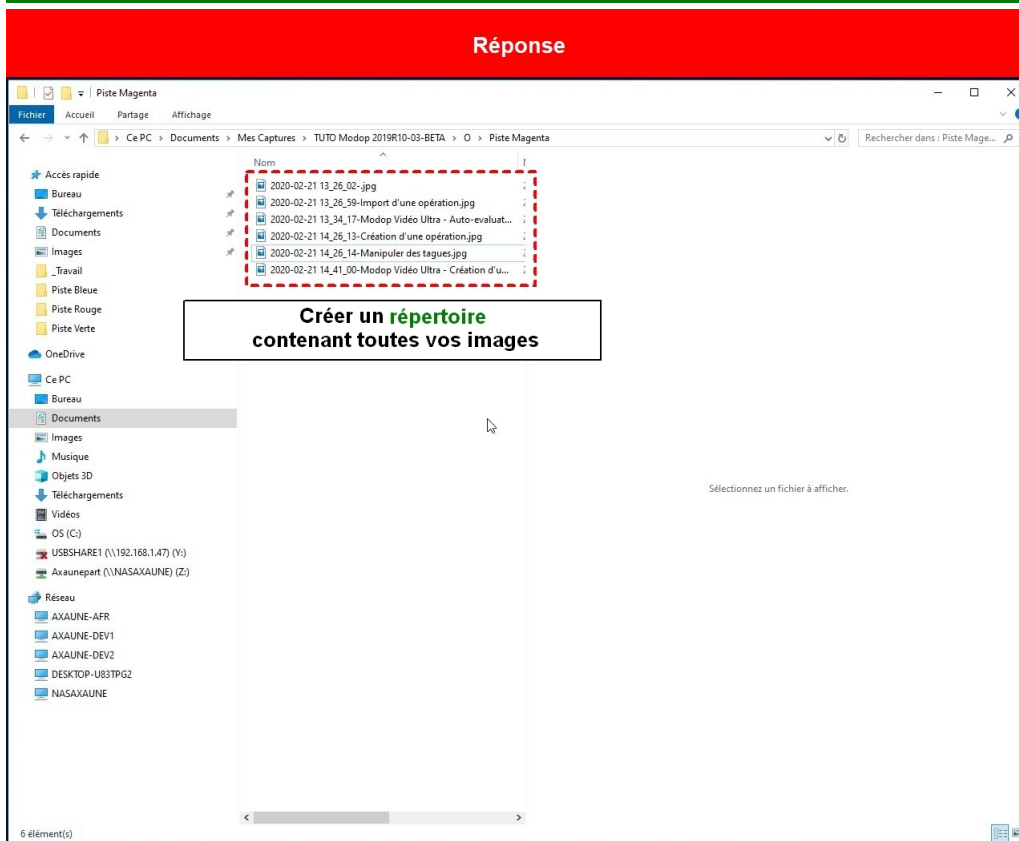 Réponse
Piste Magenta
Fichier Accueil Partage Affichage
Ce PC > Documents > Mes Captures > TUTO Modop 2019R10-03-BETA > O > Piste Magenta
Rechercher dans : Piste Mage...
Nom
Accès rapide
Bureau
Téléchargements
Documents
Images
_Travail
Piste Bleue
Piste Rouge
Piste Verte
OneDrive
Ce PC
Bureau
Documents
Images
Musique
Objets 3D
Téléchargements
Vidéos
OS (C:)
USBSHARE1 (\\192.168.1.47) (Y:)
Axaunepart (\\NASAXAUNE) (Z:)
Réseau
AXAUNE-AFR
AXAUNE-DEV1
AXAUNE-DEV2
DESKTOP-U83TPG2
NASAXAUNE
2020-02-21 13_26_02-.jpg
2020-02-21 13_26_59-Import d'une opération.jpg
2020-02-21 13_34_17-Modop Vidéo Ultra - Auto-evaluat...
2020-02-21 14_26_13-Création d'une opération.jpg
2020-02-21 14_26_14-Manipuler des tagues.jpg
2020-02-21 14_41_00-Modop Vidéo Ultra - Création d'u...
Créer un répertoire
contenant toutes vos images
Sélectionnez un fichier à afficher.
6 élément(s)